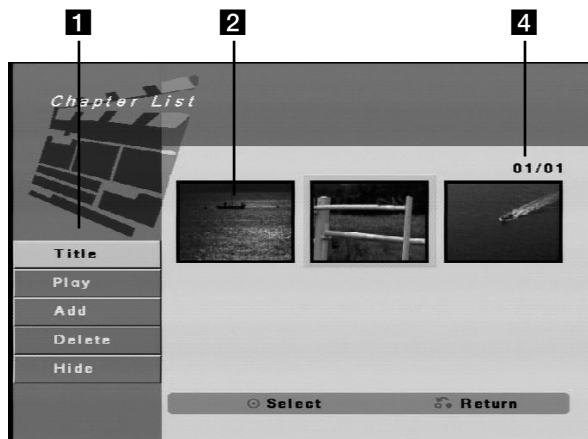 1 2 4
Chapter List
01/01
Title
Play
Add
Delete
Hide
Select Return